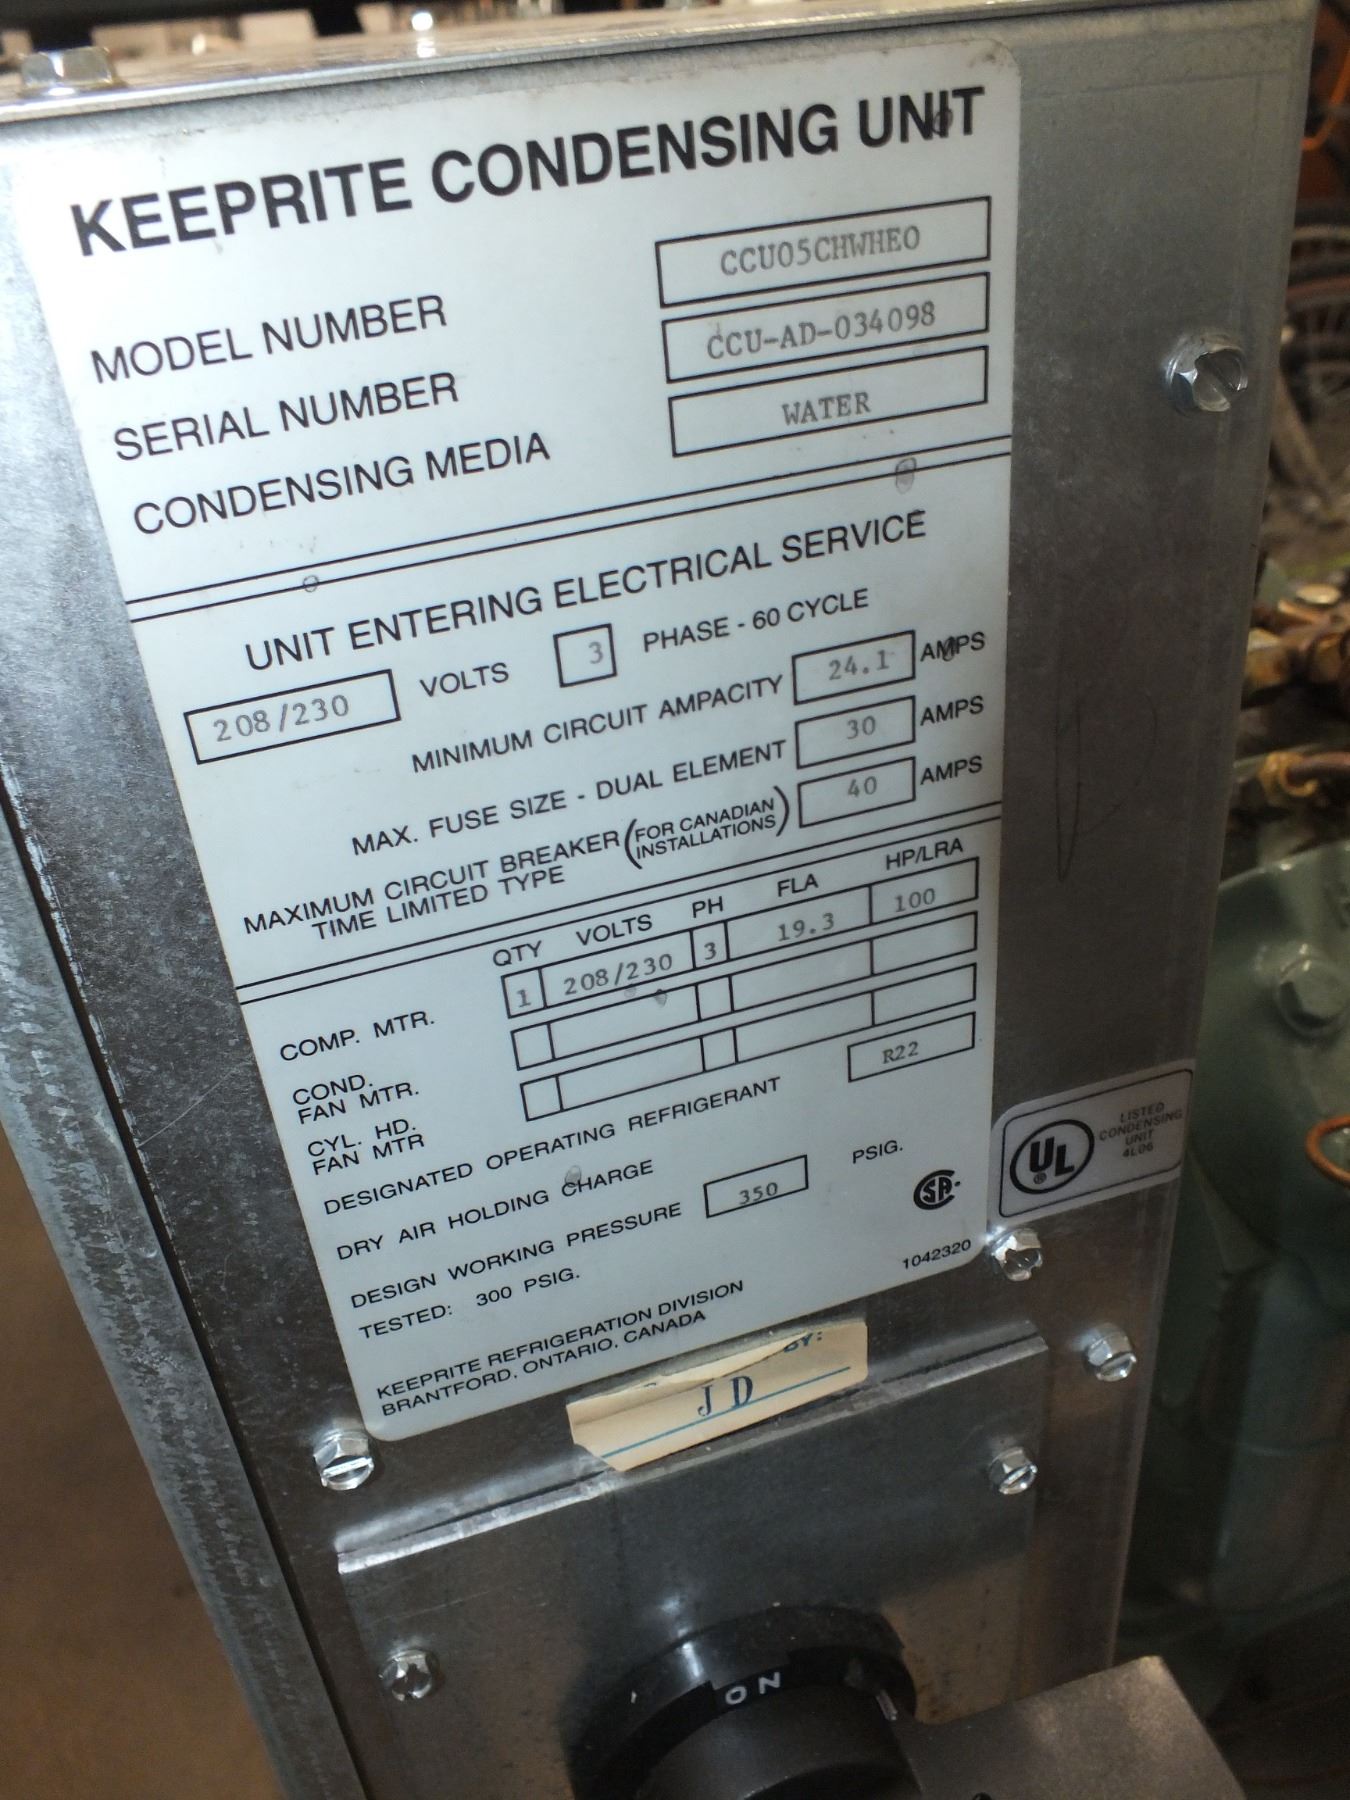 KEEPRITE CONDENSING UNIT
MODEL NUMBER CCU05CHWHE0
SERIAL NUMBER CCU-AD-034098
CONDENSING MEDIA WATER
UNIT ENTERING ELECTRICAL SERVICE
208/230 VOLTS 3 PHASE - 60 CYCLE
MINIMUM CIRCUIT AMPACITY 24.1 AMPS
MAX. FUSE SIZE - DUAL ELEMENT 30 AMPS
MAXIMUM CIRCUIT BREAKER (FOR CANADIAN INSTALLATIONS) 40 AMPS
TIME LIMITED TYPE
QTY VOLTS PH FLA HP/LRA
COMP. MTR. 1 208/230 3 19.3 100
COND.
FAN MTR.
CYL. HD.
FAN MTR
DESIGNATED OPERATING REFRIGERANT R22
DRY AIR HOLDING CHARGE
DESIGN WORKING PRESSURE 350 PSIG.
TESTED: 300 PSIG.
SA
1042320
KEEPRITE REFRIGERATION DIVISION
BRANTFORD, ONTARIO, CANADA
UL ®
LISTED
CONDENSING
UNIT
4L06
BY:
J D
ON